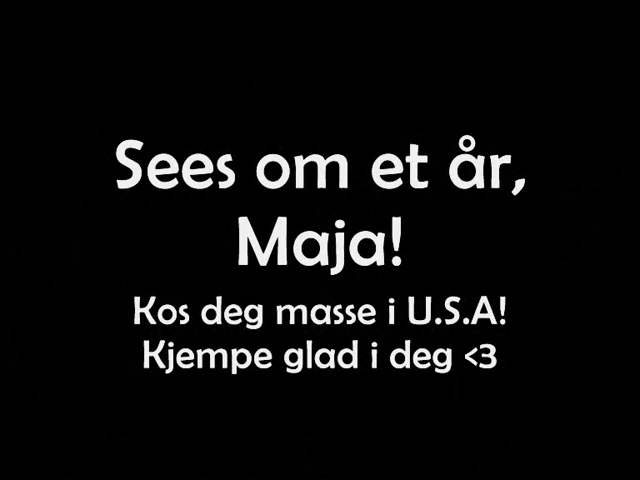 Sees om et år,
Maja!
Kos deg masse i U.S.A!
Kjempe glad i deg <3